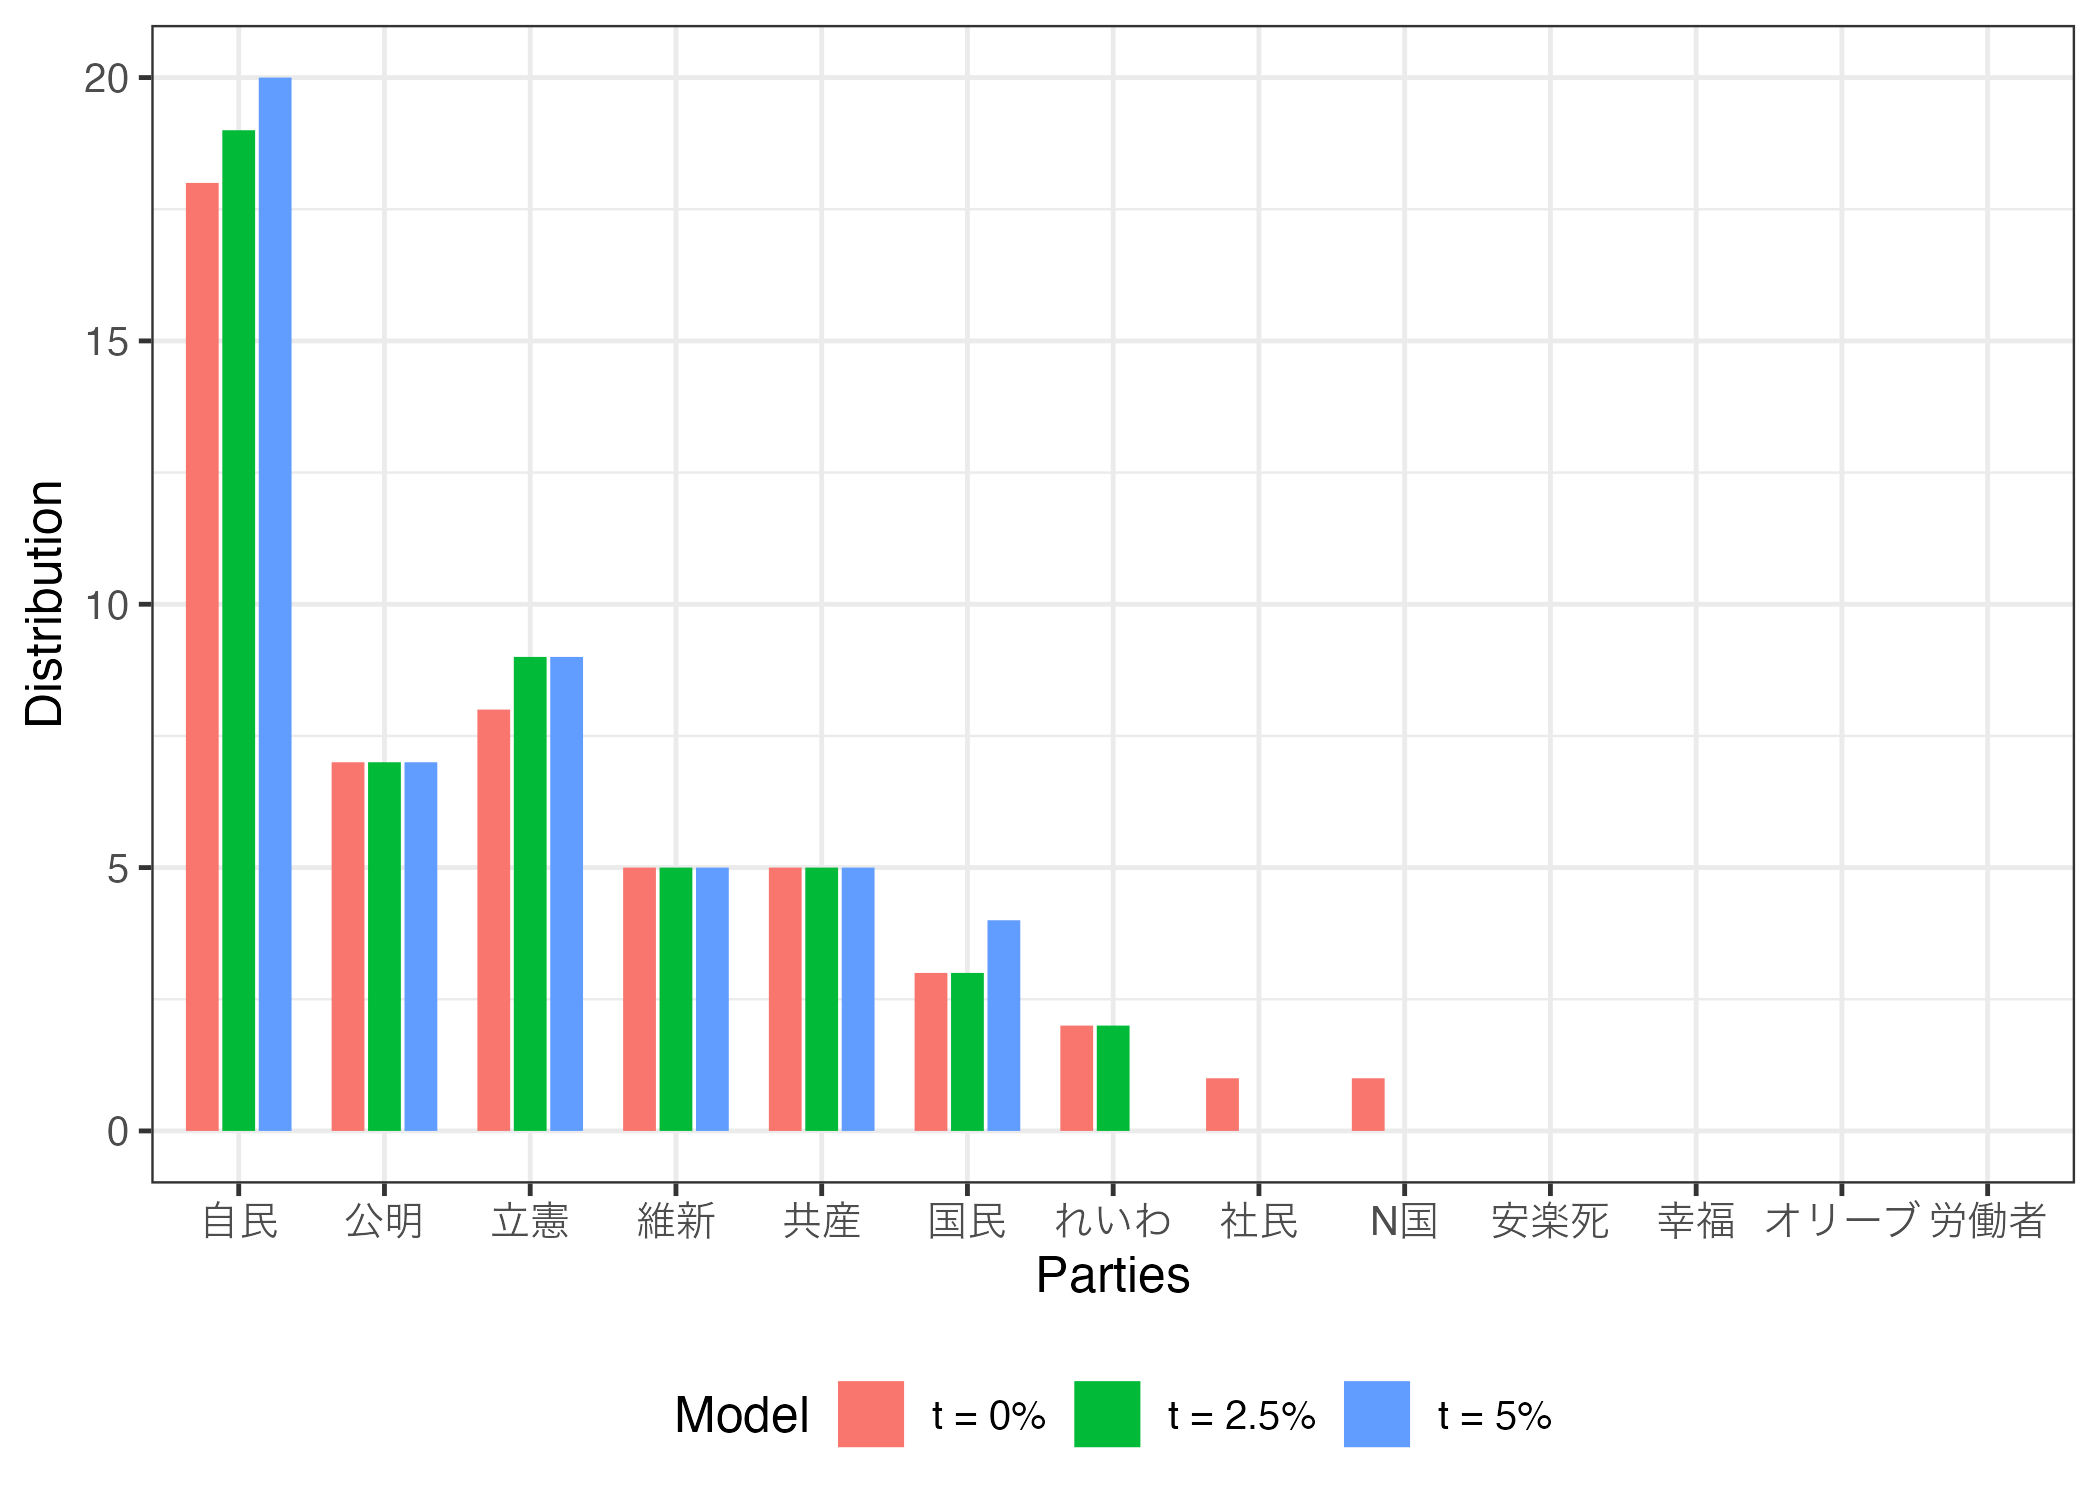 20
15
10
5
0
Distribution
自民 公明 立憲 維新 共産 国民 れいわ 社民 N国 安楽死 幸福 オリーブ 労働者
Parties
Model t = 0% t = 2.5% t = 5%